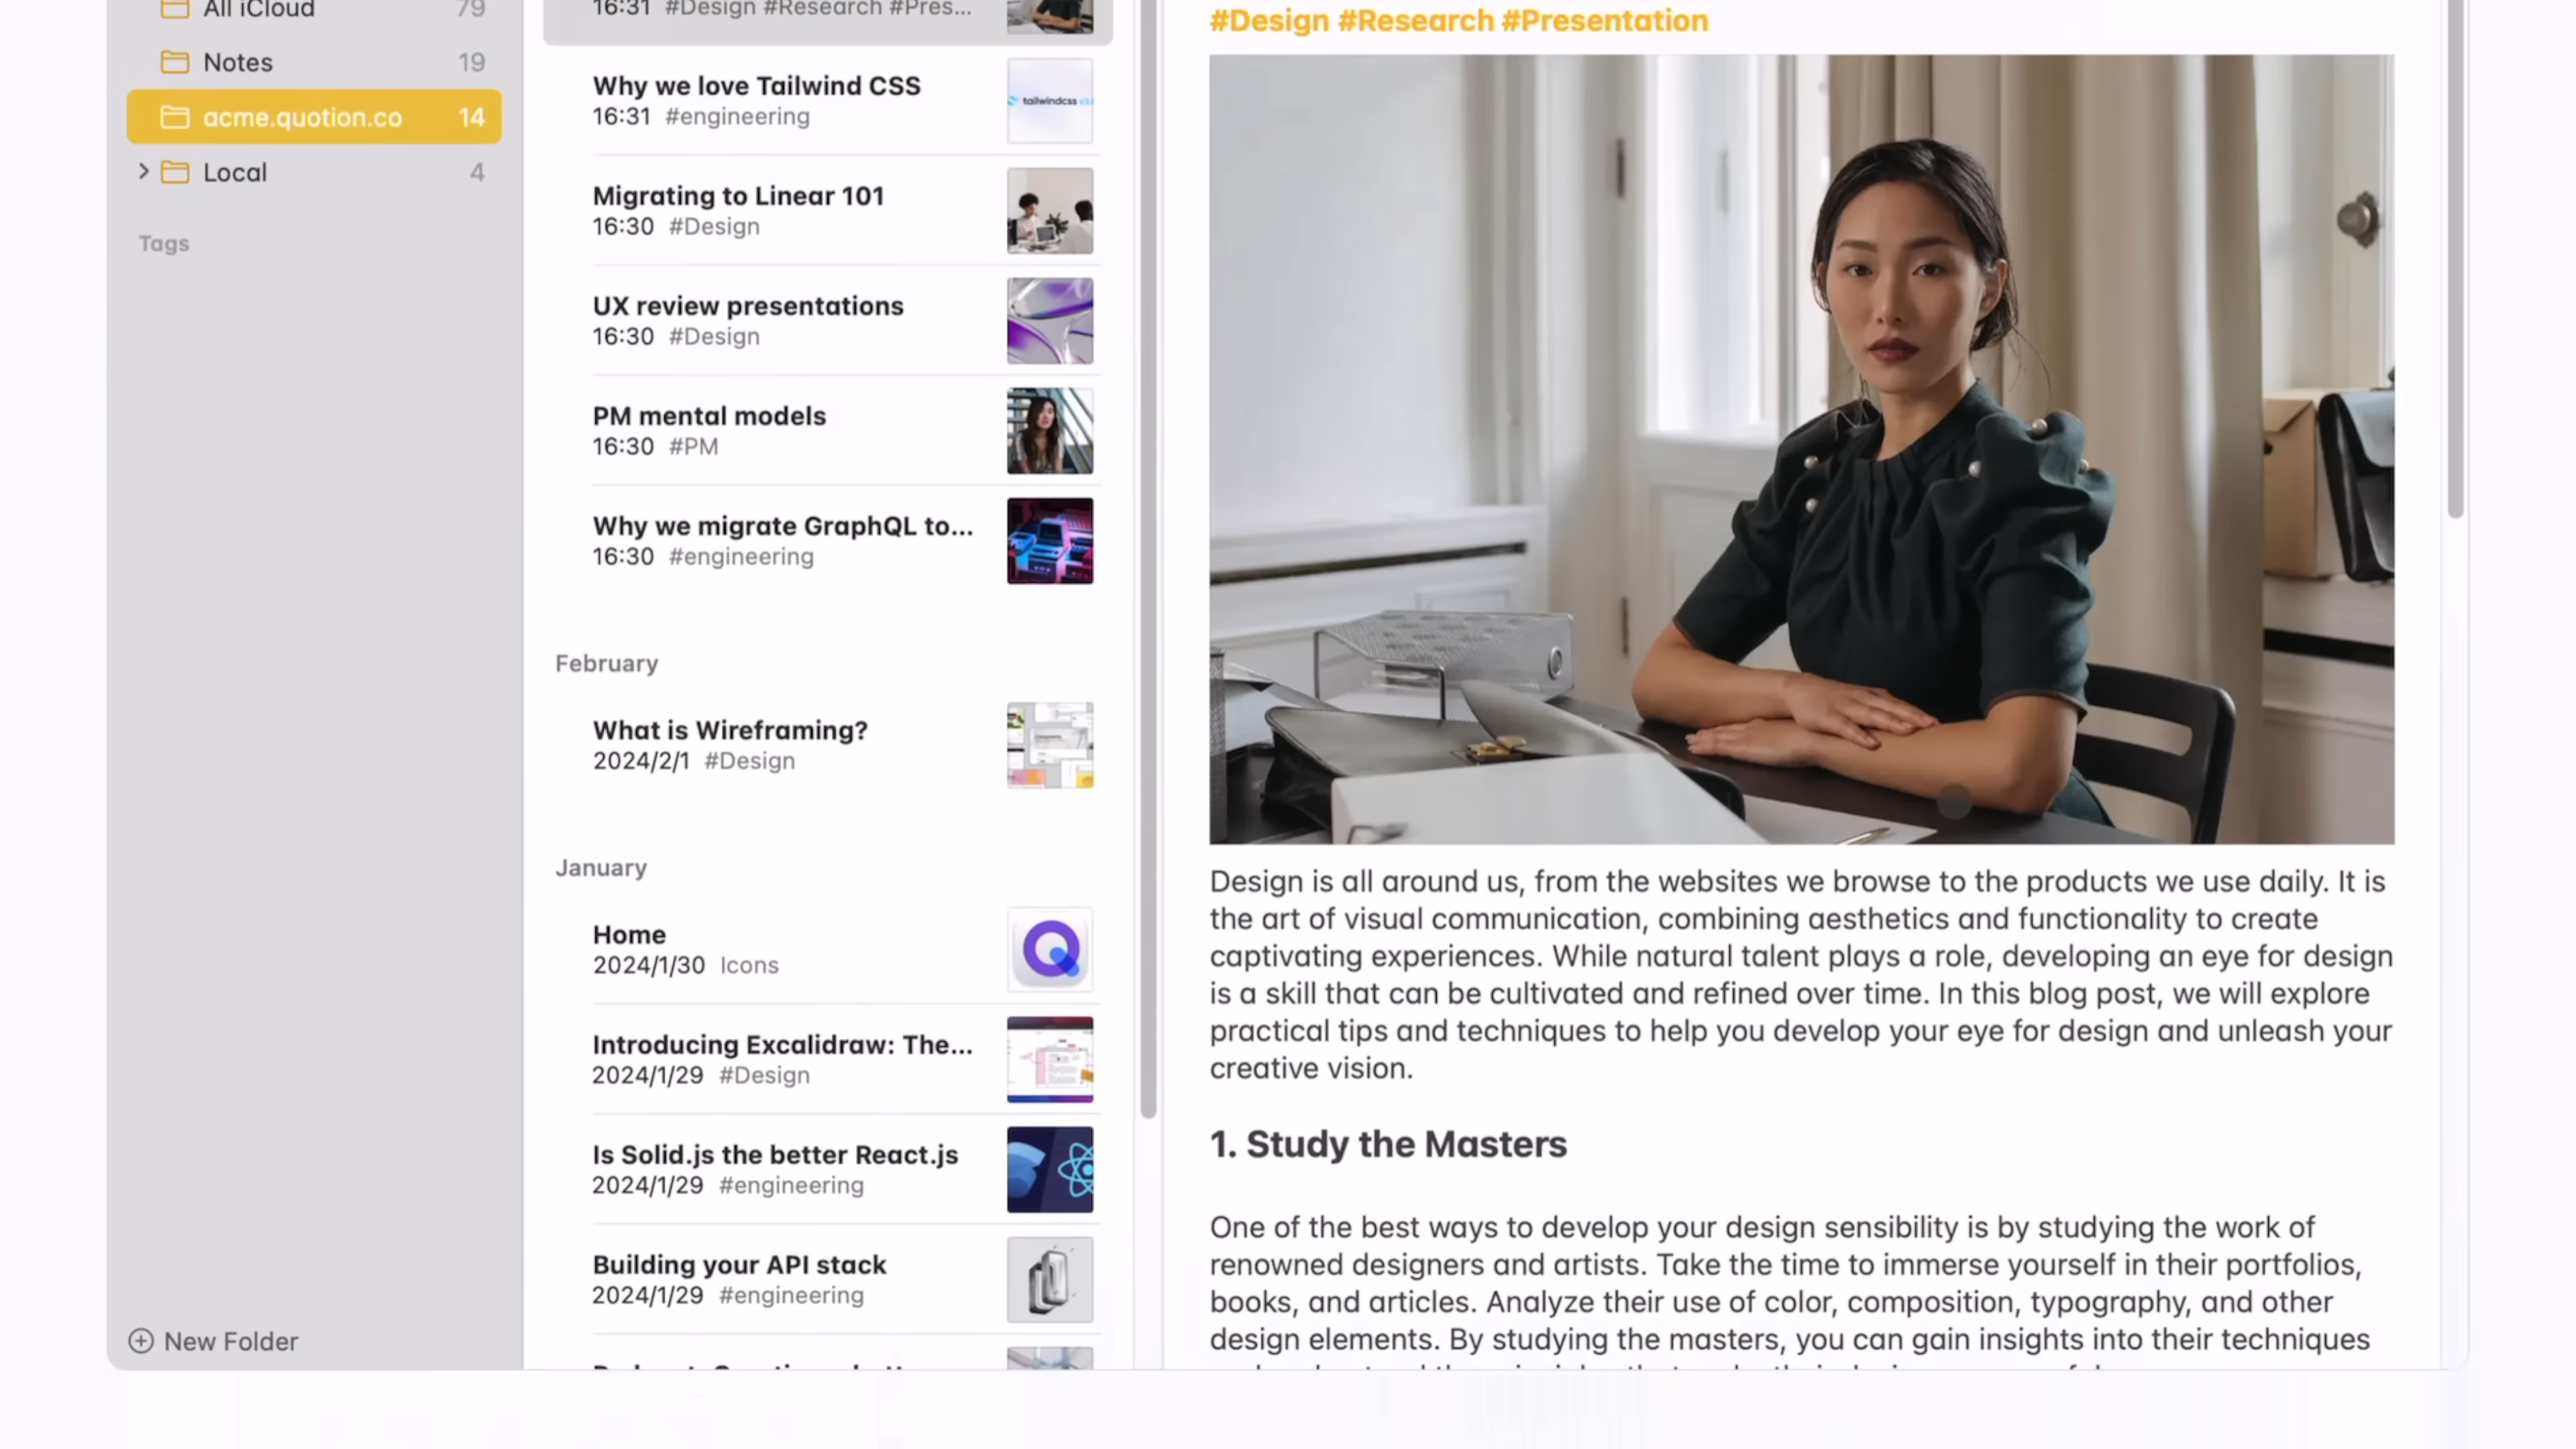 All iCloud 79
Notes 19
acme.quotion.co 14
Local 4
Tags
New Folder
16:31 #Design #Research #Pres...
Why we love Tailwind CSS
16:31 #engineering
tailwindcss
Migrating to Linear 101
16:30 #Design
UX review presentations
16:30 #Design
PM mental models
16:30 #PM
Why we migrate GraphQL to...
16:30 #engineering
February
What is Wireframing?
2024/2/1 #Design
January
Home
2024/1/30 Icons
Introducing Excalidraw: The...
2024/1/29 #Design
Is Solid.js the better React.js
2024/1/29 #engineering
Building your API stack
2024/1/29 #engineering
#Design #Research #Presentation
Design is all around us, from the websites we browse to the products we use daily. It is
the art of visual communication, combining aesthetics and functionality to create
captivating experiences. While natural talent plays a role, developing an eye for design
is a skill that can be cultivated and refined over time. In this blog post, we will explore
practical tips and techniques to help you develop your eye for design and unleash your
creative vision.
1. Study the Masters
One of the best ways to develop your design sensibility is by studying the work of
renowned designers and artists. Take the time to immerse yourself in their portfolios,
books, and articles. Analyze their use of color, composition, typography, and other
design elements. By studying the masters, you can gain insights into their techniques